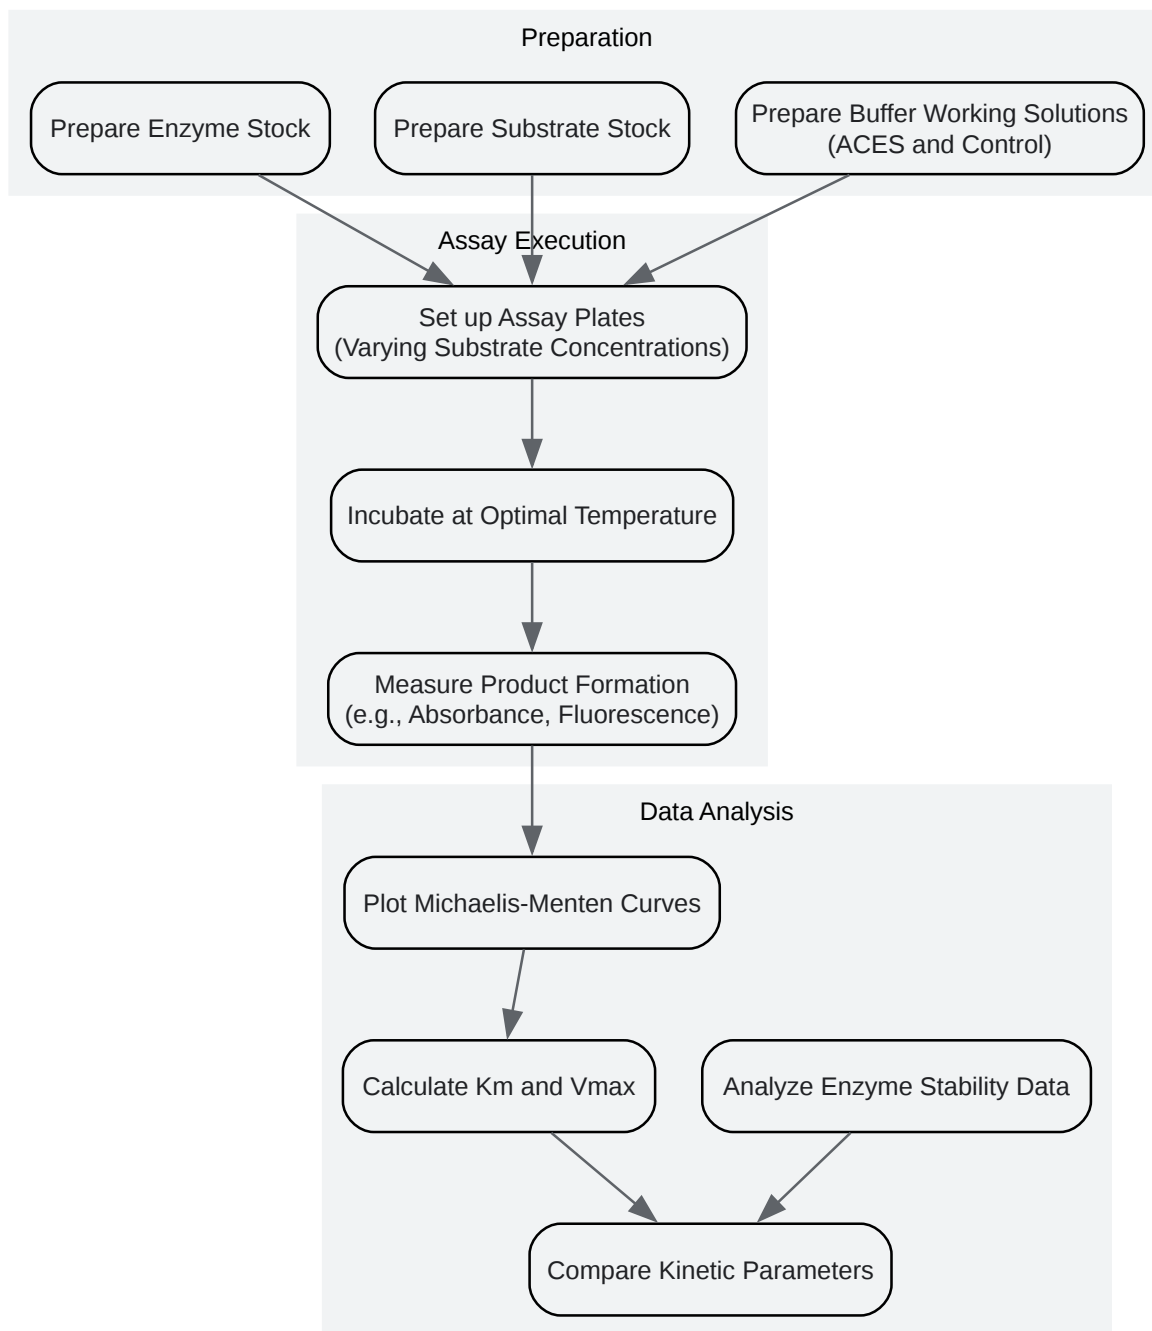 Preparation
Prepare Enzyme Stock
Prepare Substrate Stock
Prepare Buffer Working Solutions
(ACES and Control)
Assay Execution
Set up Assay Plates
(Varying Substrate Concentrations)
Incubate at Optimal Temperature
Measure Product Formation
(e.g., Absorbance, Fluorescence)
Data Analysis
Plot Michaelis-Menten Curves
Calculate Km and Vmax
Analyze Enzyme Stability Data
Compare Kinetic Parameters